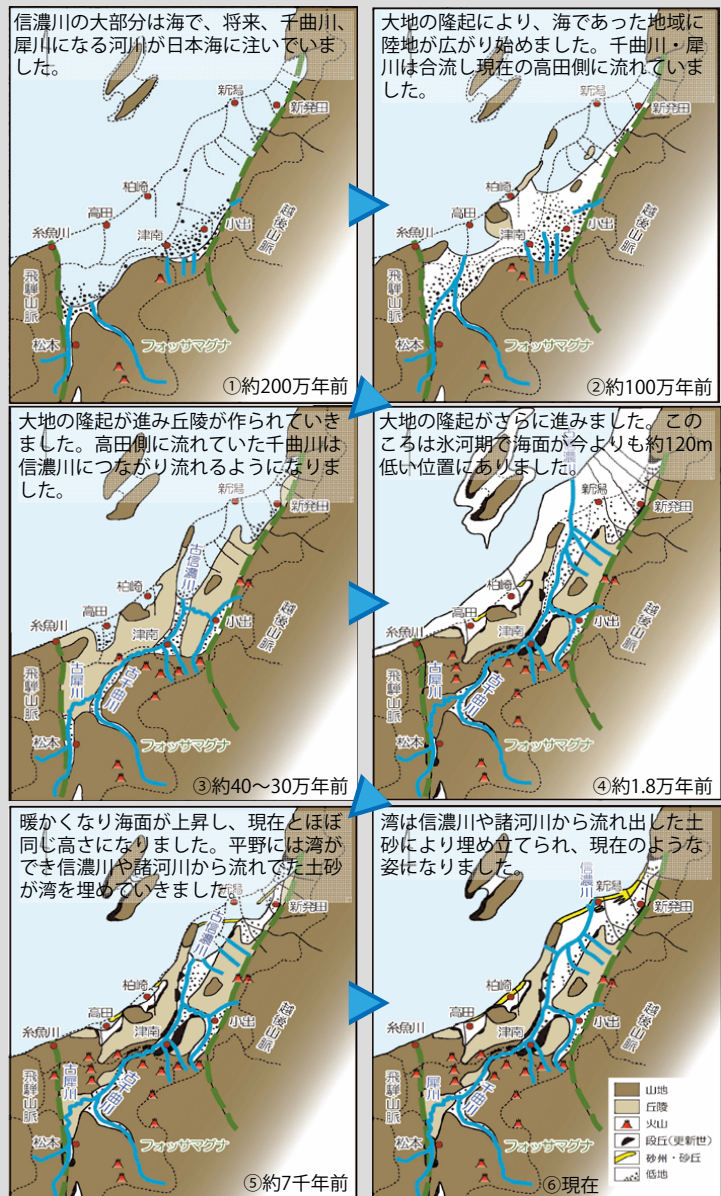 信濃川の大部分は海で、将来、千曲川、
犀川になる河川が日本海に注いでいま
した。
新潟
新発田
柏崎
高田
糸魚川
津南
小出
越後山脈
飛騨山脈
松本
フォッサマグナ
①約200万年前
大地の隆起により、海であった地域に
陸地が広がり始めました。千曲川・犀
川は合流し現在の高田側に流れていま
した。
新潟
新発田
柏崎
高田
糸魚川
津南
小出
越後山脈
飛騨山脈
松本
フォッサマグナ
②約100万年前
大地の隆起が進み丘陵が作られていき
ました。高田側に流れていた千曲川は
信濃川につながり流れるようになりま
した。
新潟
新発田
古信濃川
柏崎
高田
糸魚川
津南
小出
越後山脈
飛騨山脈
古犀川
古千曲川
松本
フォッサマグナ
③約40〜30万年前
大地の隆起がさらに進みました。この
ころは氷河期で海面が今よりも約120m
低い位置にありました。
信濃川
新潟
新発田
柏崎
高田
糸魚川
津南
小出
越後山脈
飛騨山脈
古犀川
古千曲川
松本
フォッサマグナ
④約1.8万年前
暖かくなり海面が上昇し、現在とほぼ
同じ高さになりました。平野には湾が
でき信濃川や諸河川から流れでた土砂
が湾を埋めていきました。
新潟
新発田
古信濃川
柏崎
高田
糸魚川
津南
小出
越後山脈
飛騨山脈
古犀川
古千曲川
松本
フォッサマグナ
⑤約7千年前
湾は信濃川や諸河川から流れ出した土
砂により埋め立てられ、現在のような
姿になりました。
信濃川
新潟
新発田
柏崎
高田
糸魚川
津南
小出
越後山脈
飛騨山脈
犀川
千曲川
松本
フォッサマグナ
⑥現在
山地
丘陵
火山
段丘(更新世)
砂州・砂丘
低地